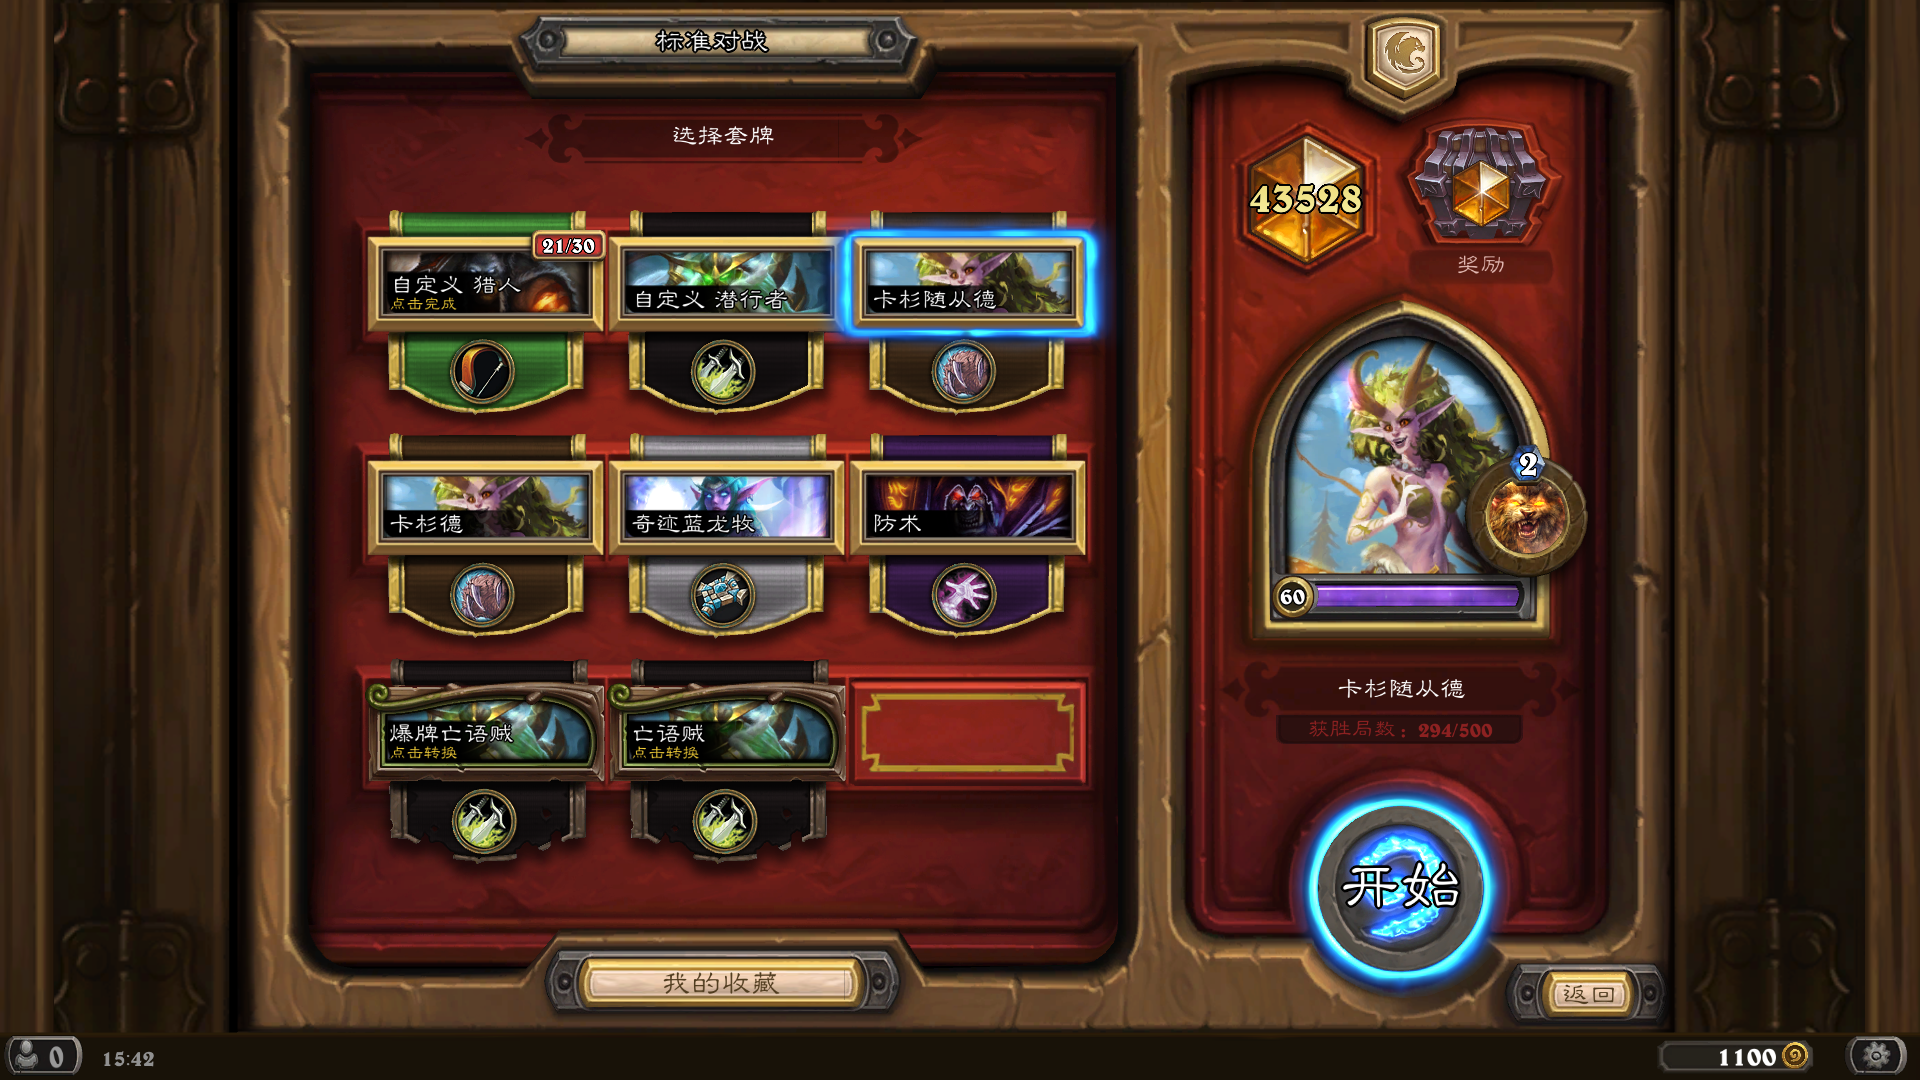 标准对战
选择套牌
21/30
自定义 猎人
点击完成
自定义 潜行者
卡杉随从德
卡杉德
奇迹蓝龙牧
防术
爆牌亡语贼
点击转换
亡语贼
点击转换
我的收藏
43528
奖励
2
60
卡杉随从德
获胜局数：294/500
开始
返回
0
15:42
1100